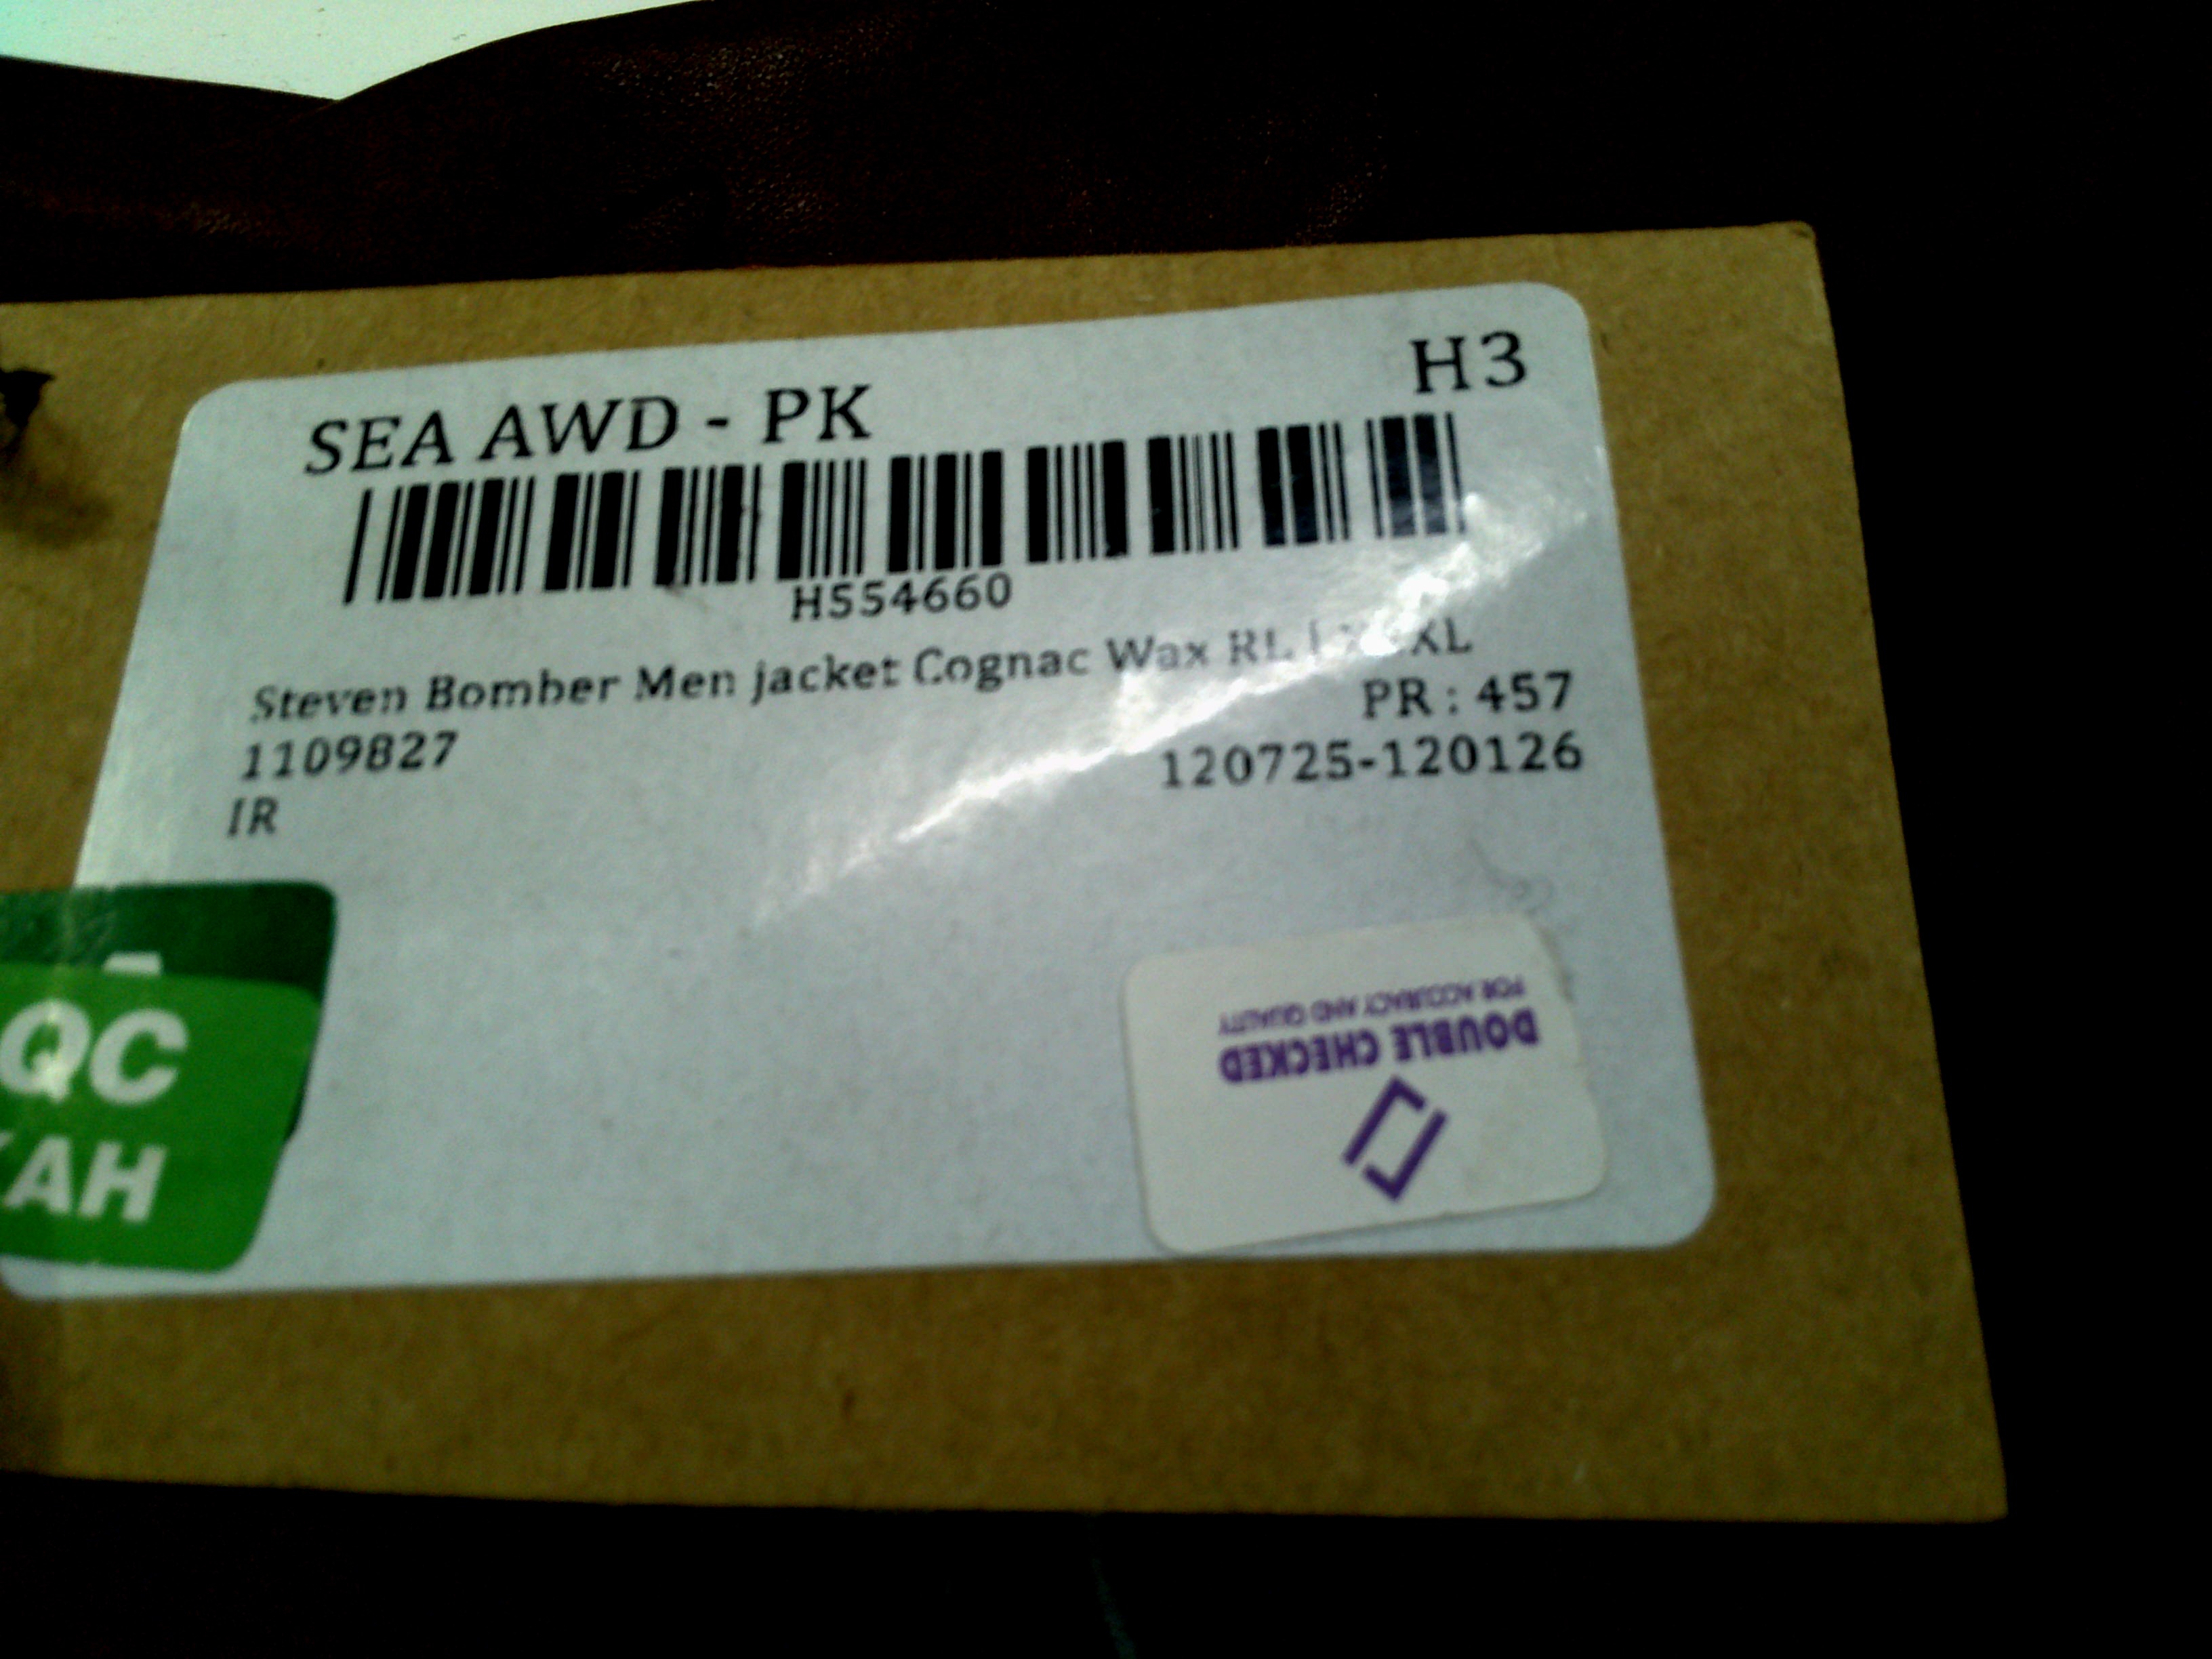 SEA AWD - PK
H3
H554660
Steven Bomber Men jacket Cognac Wax RL |
1109827
PR : 457
IR
120725-120126
QC
DOUBLE CHECKED
FOR ACCURACY AND QUALITY